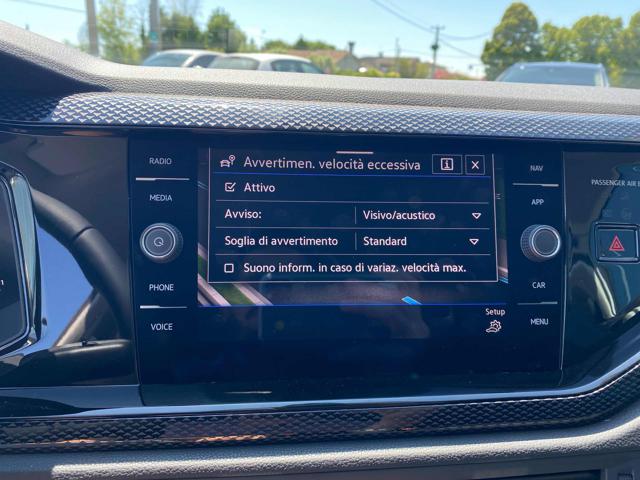 RADIO
MEDIA
PHONE
VOICE
Avvertimen. velocità eccessiva
Attivo
Avviso: Visivo/acustico
Soglia di avvertimento Standard
Suono inform. in caso di variaz. velocità max.
Setup
NAV
APP
CAR
MENU
PASSENGER AIR